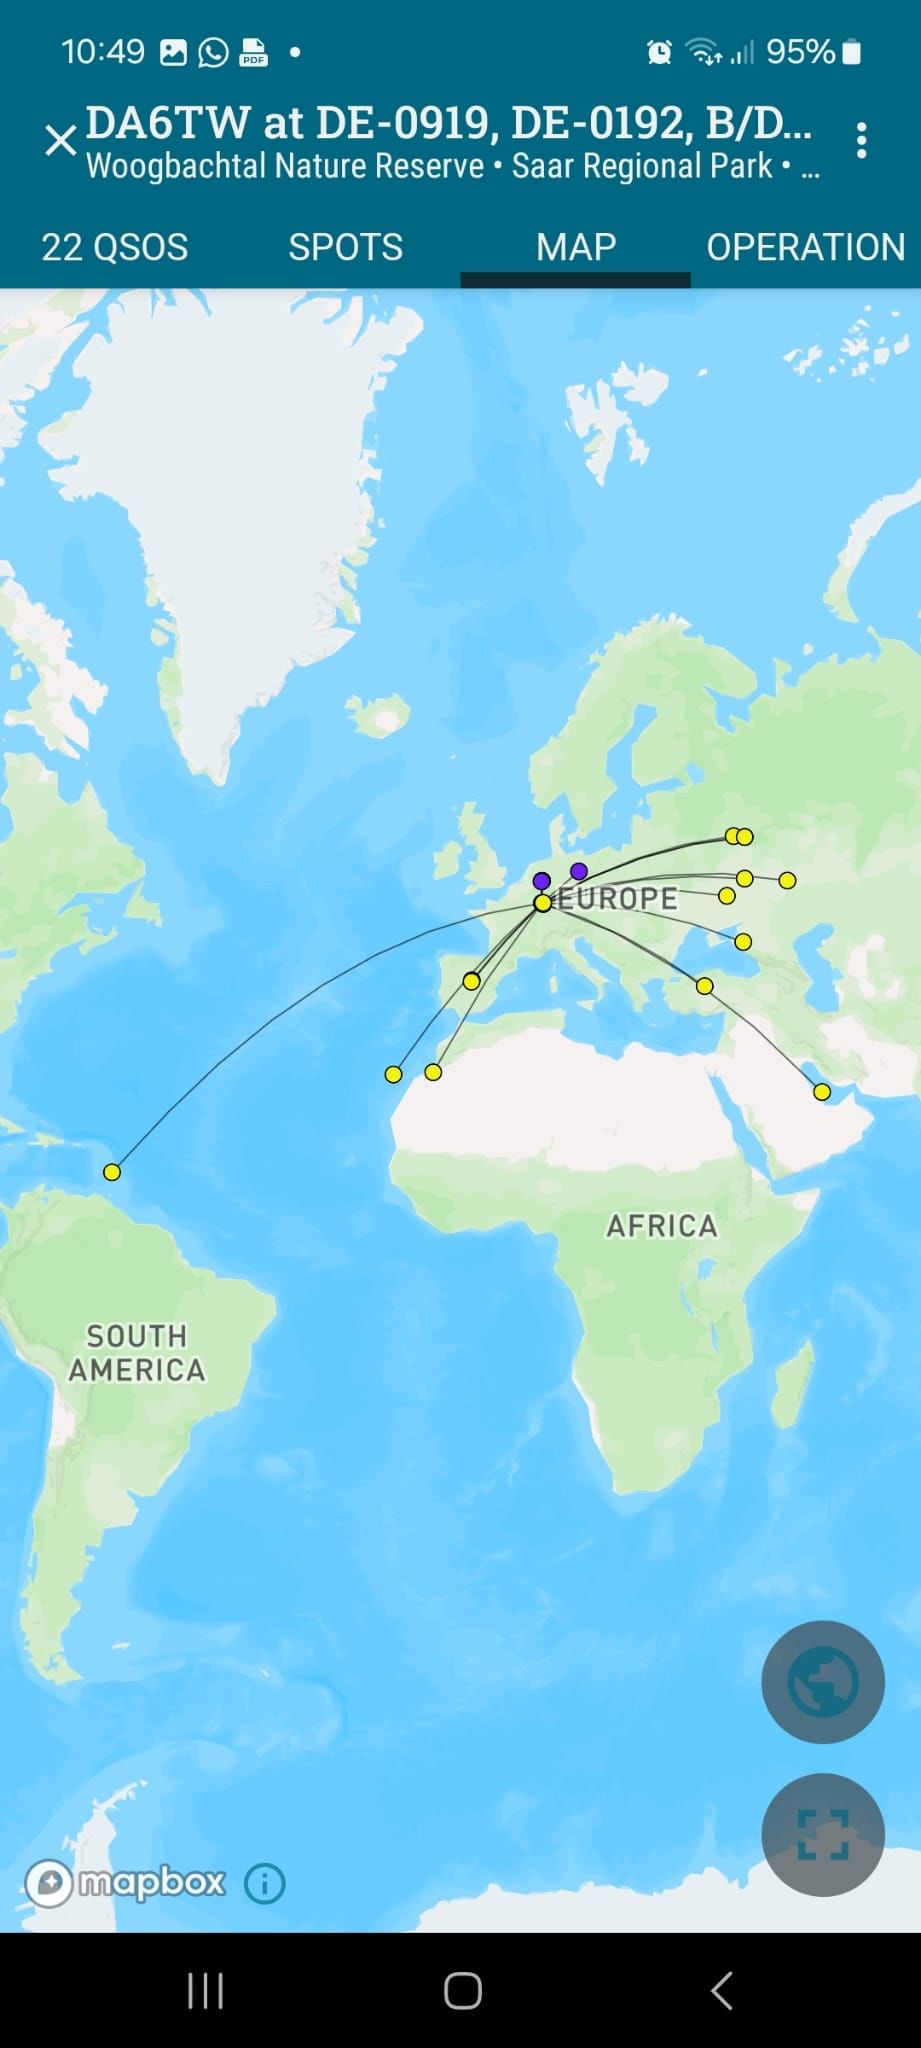 10:49
PDF
95%
DA6TW at DE-0919, DE-0192, B/D...
Woogbachtal Nature Reserve • Saar Regional Park • ...
22 QSOS
SPOTS
MAP
OPERATION
EUROPE
AFRICA
SOUTH
AMERICA
mapbox